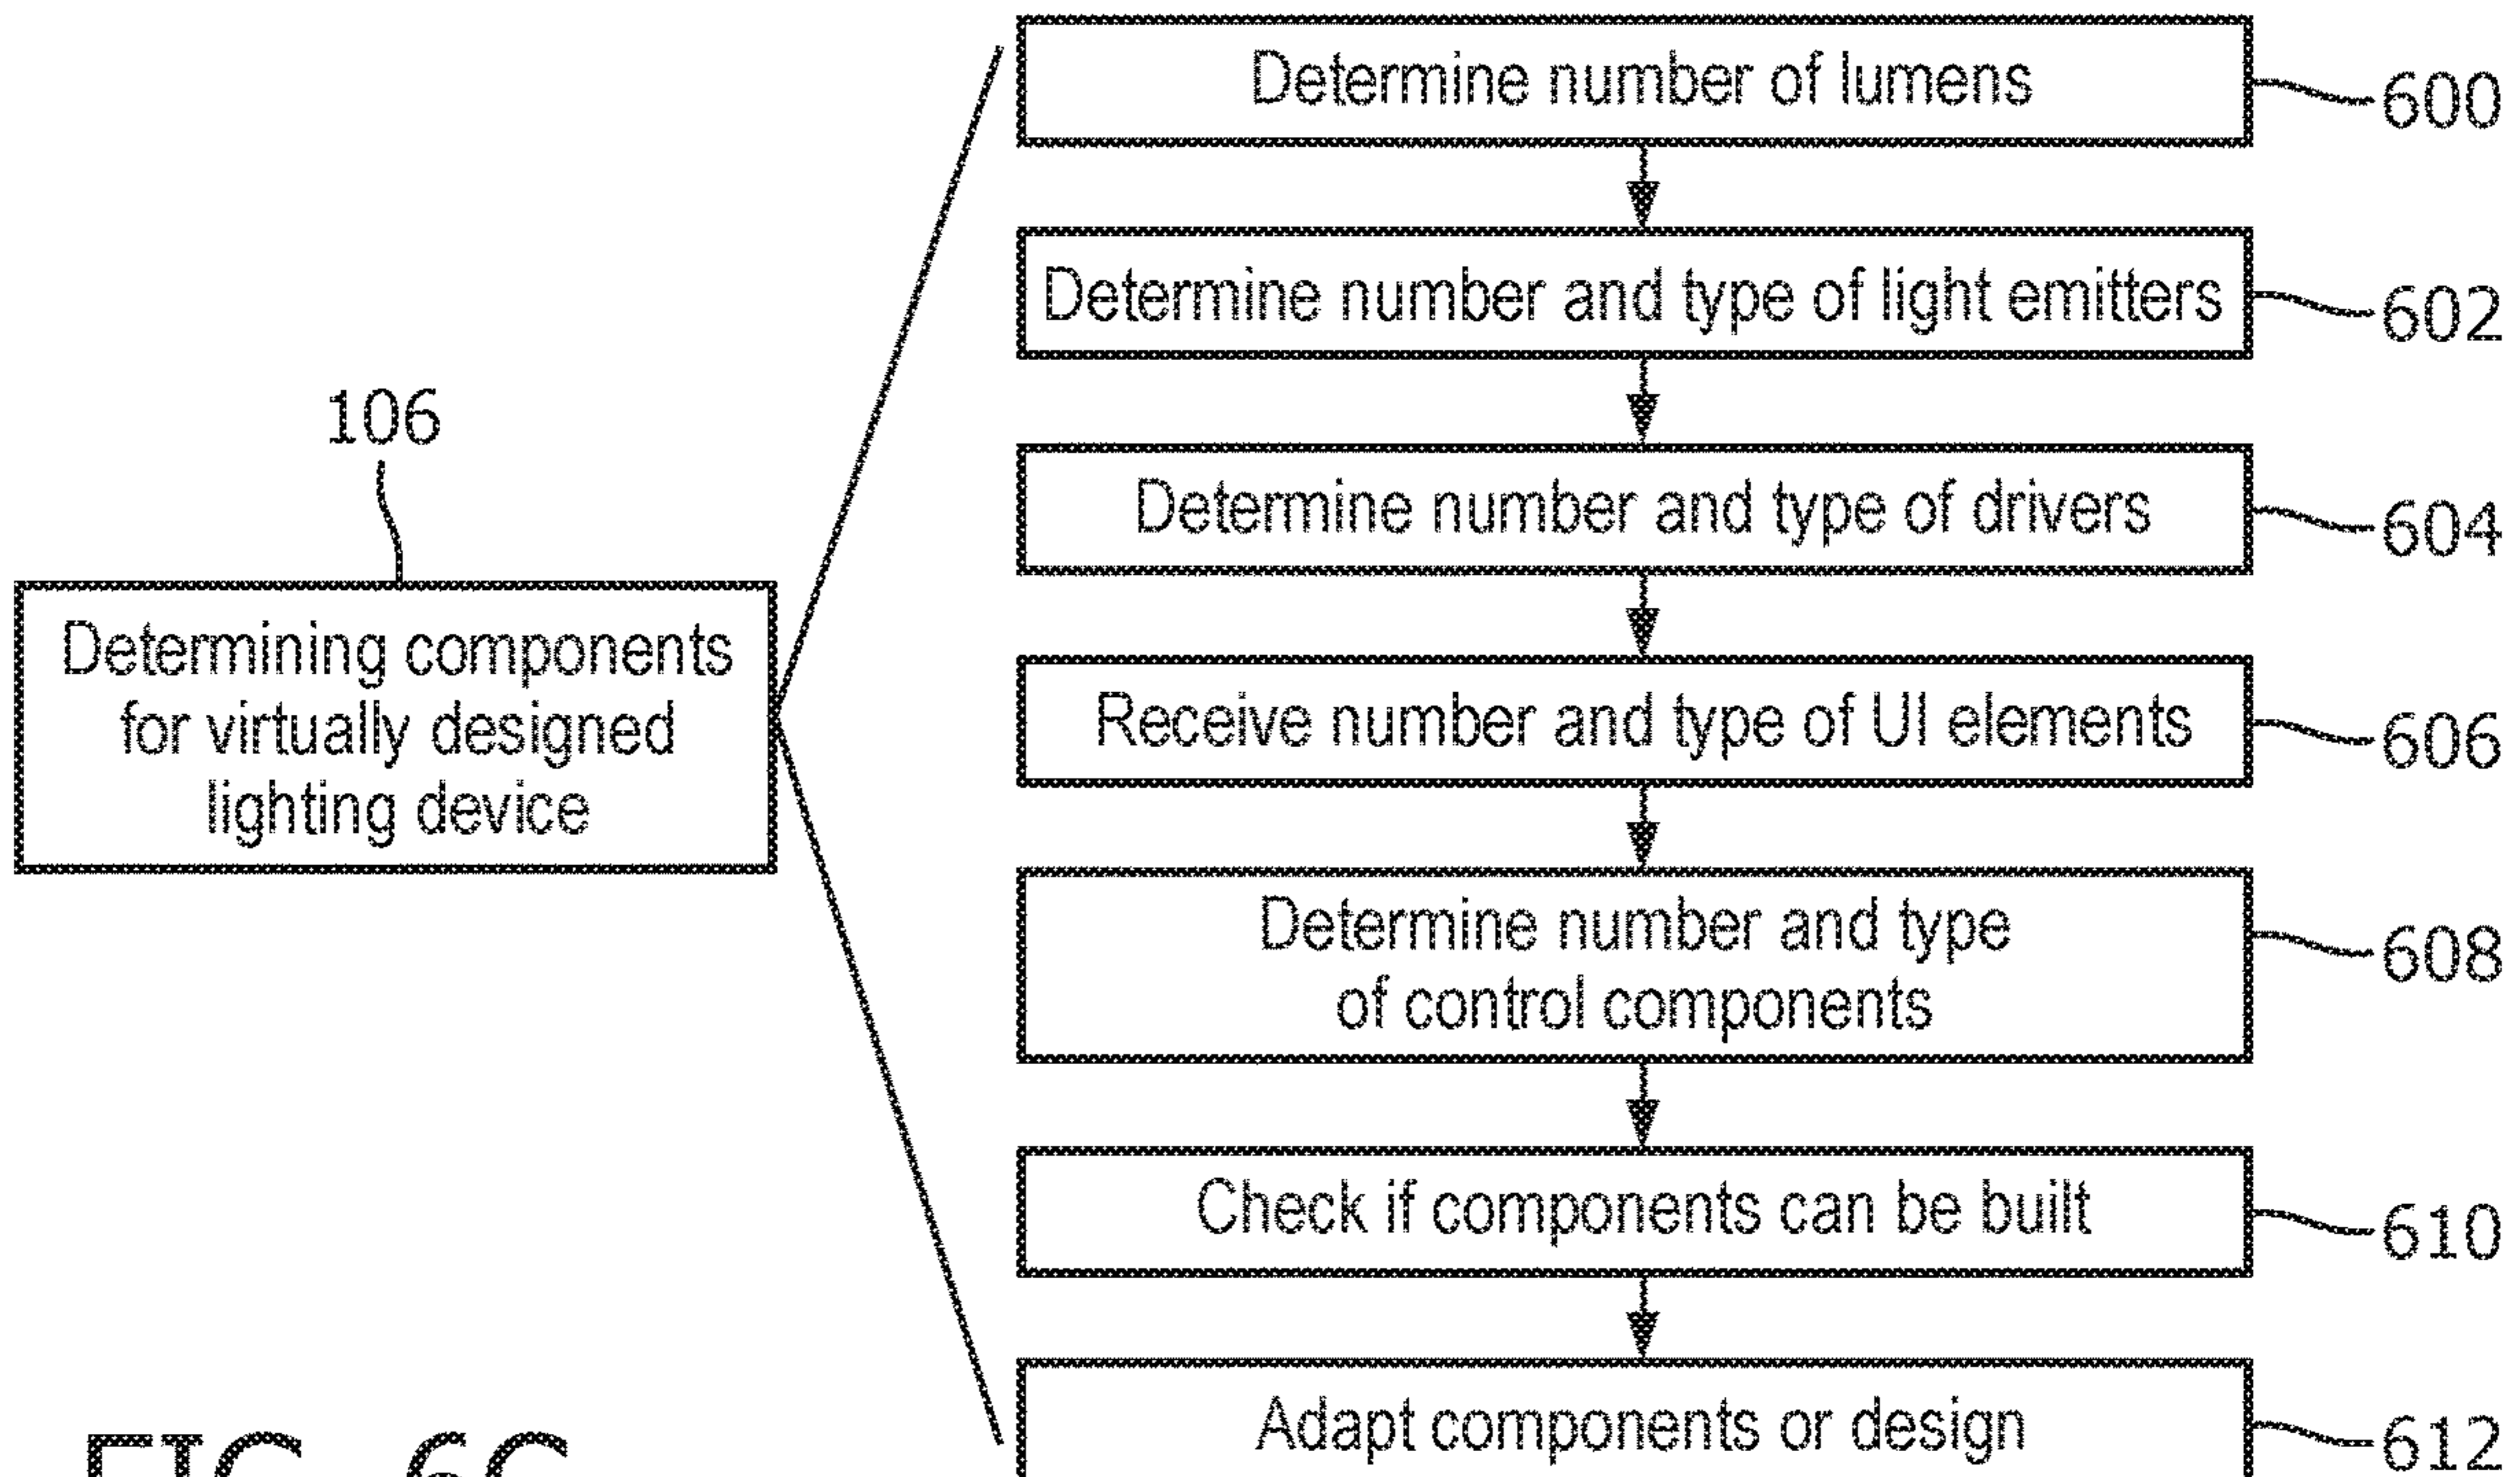 Determine number of lumens
600
Determine number and type of light emitters
602
106
Determine number and type of drivers
604
Determining components
for virtually designed
lighting device
Receive number and type of UI elements
606
Determine number and type
of control components
608
Check if components can be built
610
Adapt components or design
612
FIG. 6C